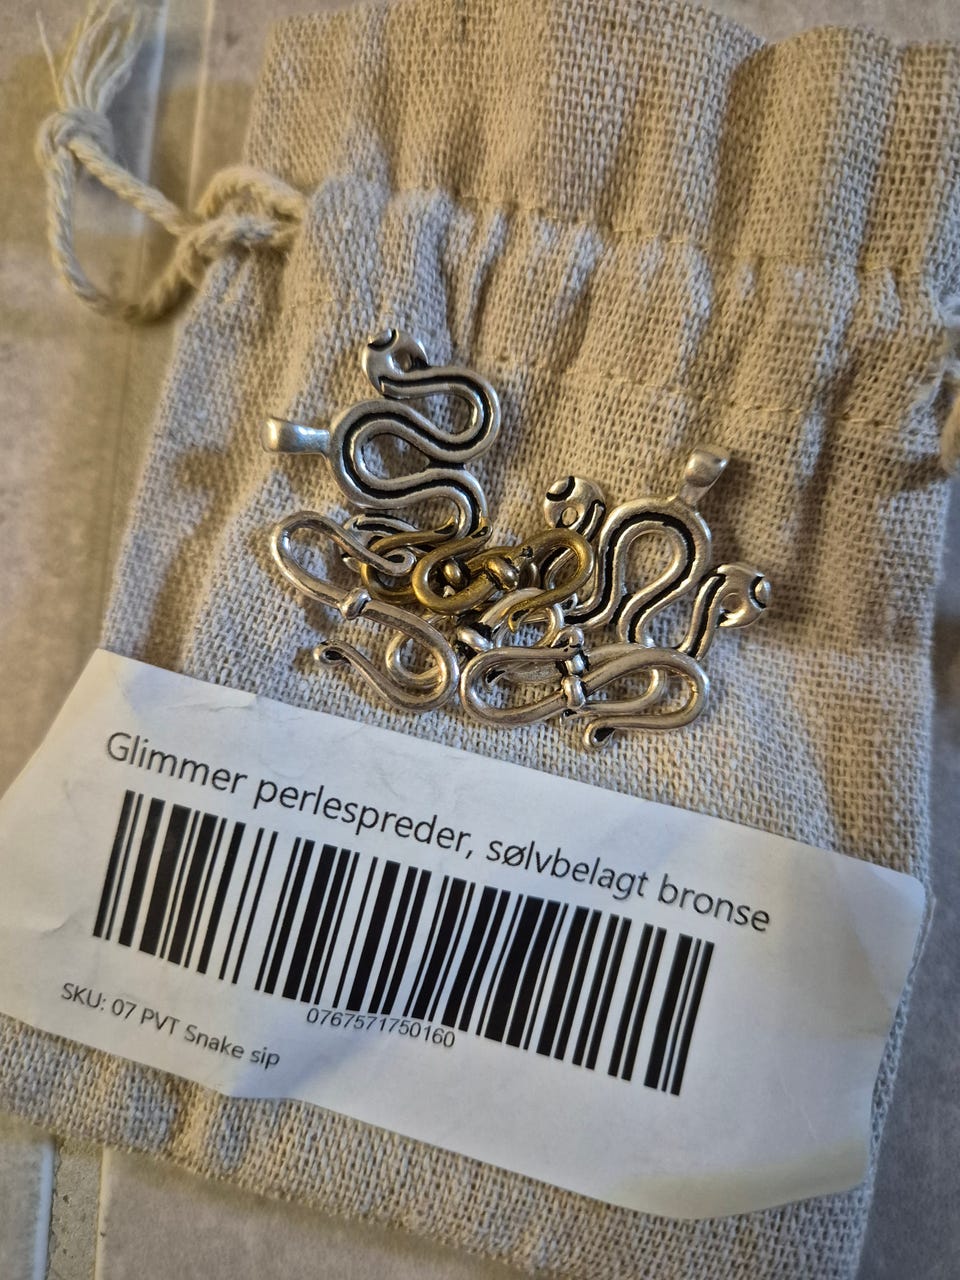 Glimmer perlespreder, sølvbelagt bronse
0767571750160
SKU: 07 PVT Snake sip